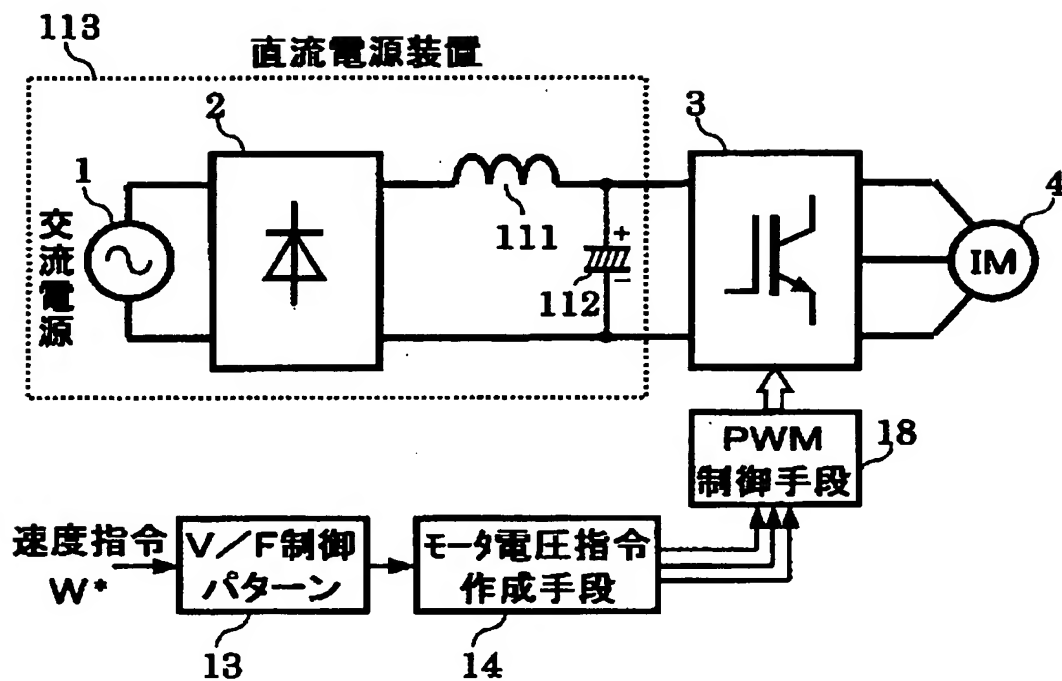 113
直流電源装置
2
3
1
交流電源
111
+
112
−
4
IM
PWM
制御手段
18
速度指令
W*
V／F制御
パターン
モータ電圧指令
作成手段
13
14